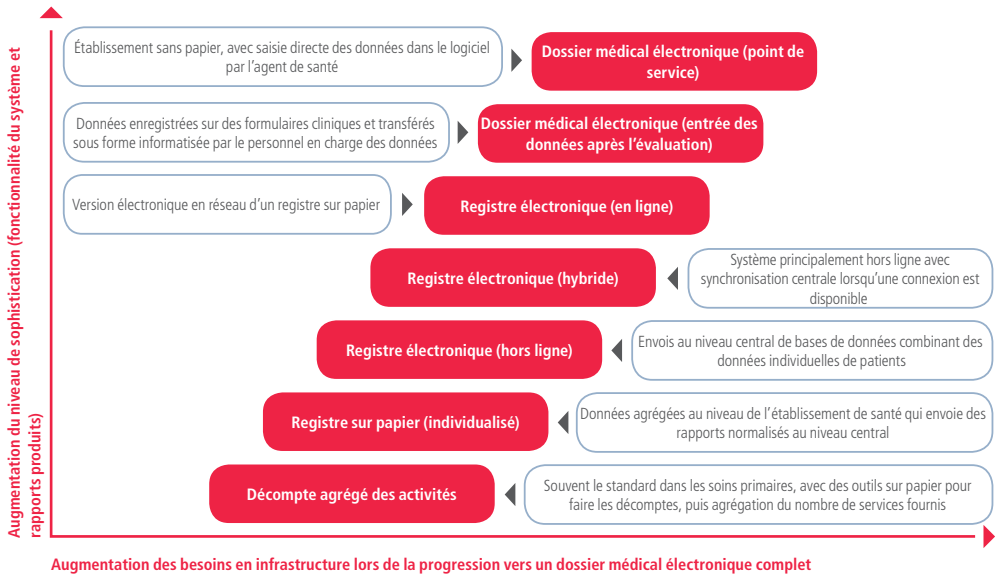 Augmentation du niveau de sophistication (fonctionnalité du système et
rapports produits)
Établissement sans papier, avec saisie directe des données dans le logiciel
par l’agent de santé
Dossier médical électronique (point de
service)
Données enregistrées sur des formulaires cliniques et transférés
sous forme informatisée par le personnel en charge des données
Dossier médical électronique (entrée des
données après l’évaluation)
Version électronique en réseau d’un registre sur papier
Registre électronique (en ligne)
Registre électronique (hybride)
Système principalement hors ligne avec
synchronisation centrale lorsqu’une connexion est
disponible
Registre électronique (hors ligne)
Envois au niveau central de bases de données combinant des
données individuelles de patients
Registre sur papier (individualisé)
Données agrégées au niveau de l’établissement de santé qui envoie des
rapports normalisés au niveau central
Décompte agrégé des activités
Souvent le standard dans les soins primaires, avec des outils sur papier pour
faire les décomptes, puis agrégation du nombre de services fournis
Augmentation des besoins en infrastructure lors de la progression vers un dossier médical électronique complet